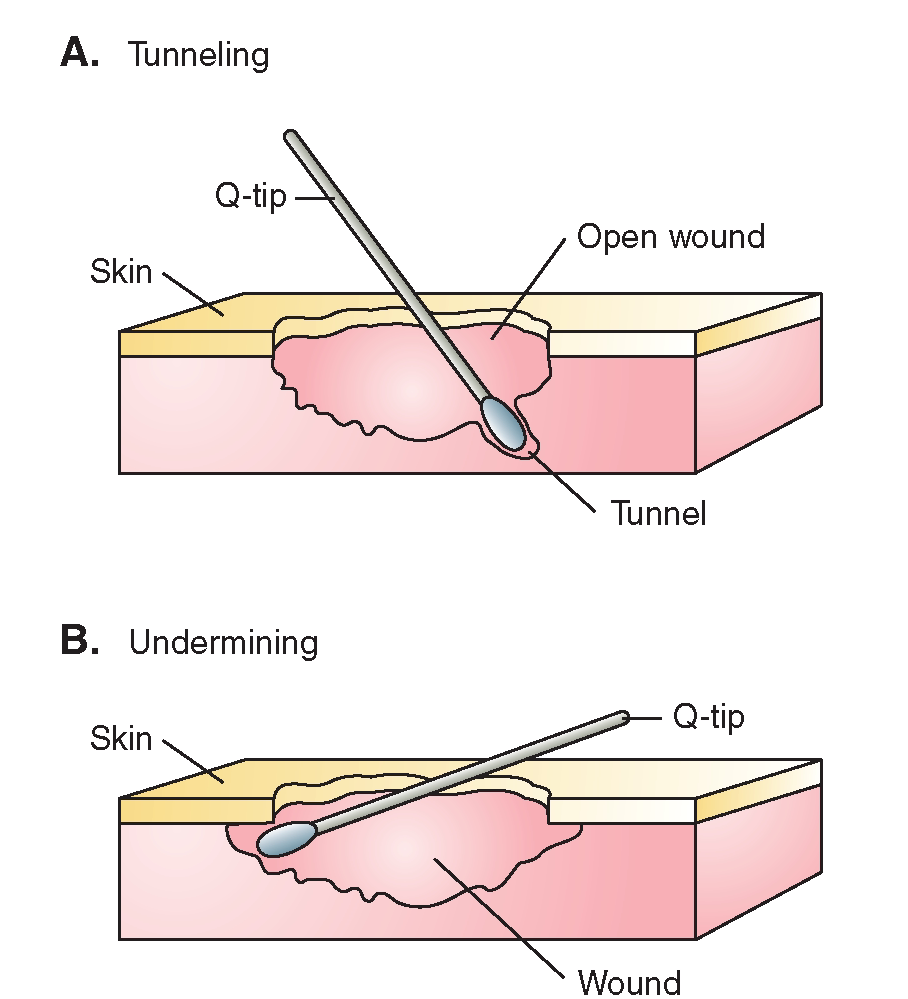 A. Tunneling
Q-tip
Open wound
Skin
Tunnel
B. Undermining
Q-tip
Skin
Wound